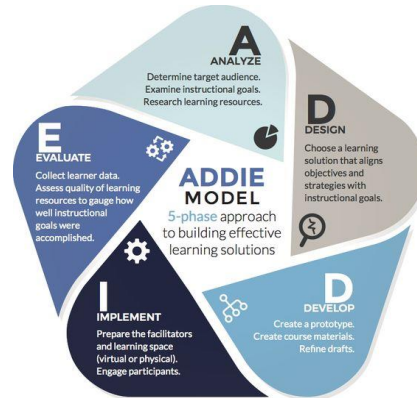 A
ANALYZE
Determine target audience.
Examine instructional goals.
Research learning resources.
D
DESIGN
Choose a learning
solution that aligns
objectives and
strategies with
instructional goals.
D
DEVELOP
Create a prototype.
Create course materials.
Refine drafts.
I
IMPLEMENT
Prepare the facilitators
and learning space
(virtual or physical).
Engage participants.
E
EVALUATE
Collect learner data.
Assess quality of learning
resources to gauge how
well instructional
goals were
accomplished.
ADDIE
MODEL
5-phase approach
to building effective
learning solutions